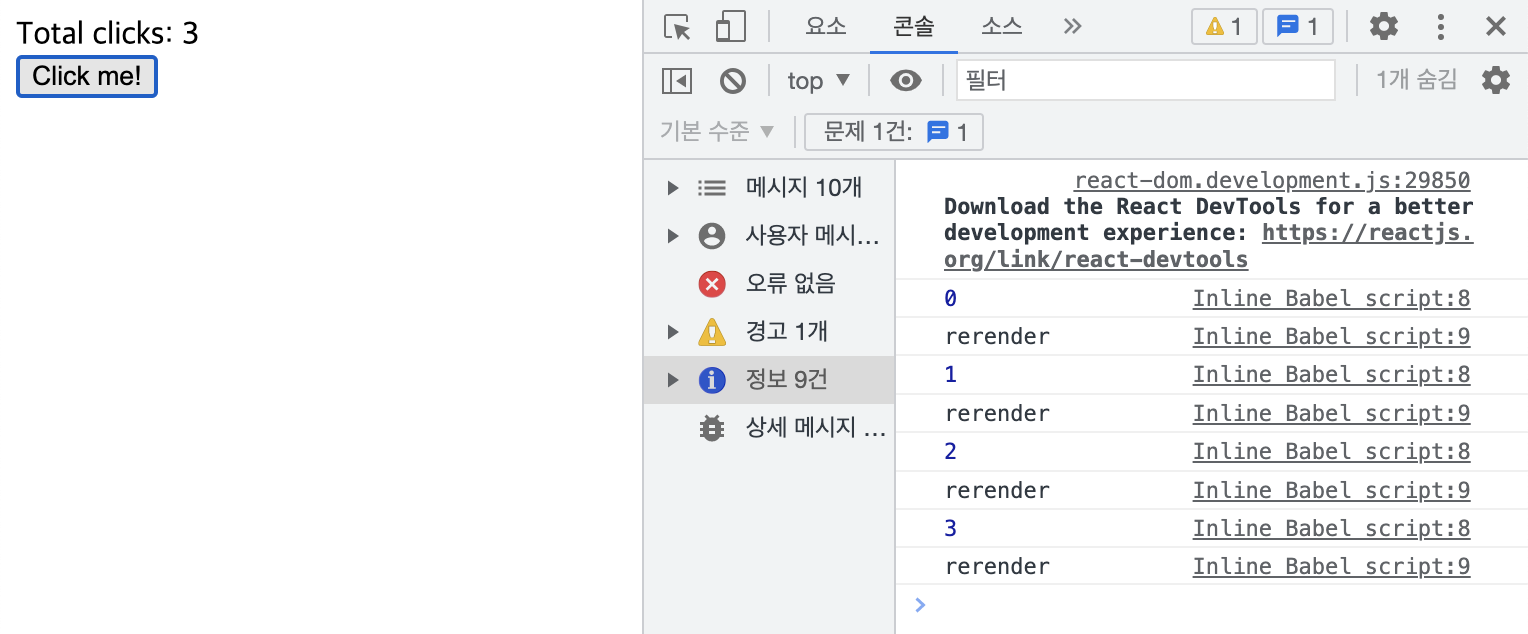 Total clicks: 3
Click me!
요소 콘솔 소스 1 1
top 필터 1개 숨김
기본 수준 문제 1건: 1
메시지 10개
사용자 메시...
오류 없음
경고 1개
정보 9건
상세 메시지 ...
react-dom.development.js:29850
Download the React DevTools for a better
development experience: https://reactjs.
org/link/react-devtools
0 Inline Babel script:8
rerender Inline Babel script:9
1 Inline Babel script:8
rerender Inline Babel script:9
2 Inline Babel script:8
rerender Inline Babel script:9
3 Inline Babel script:8
rerender Inline Babel script:9